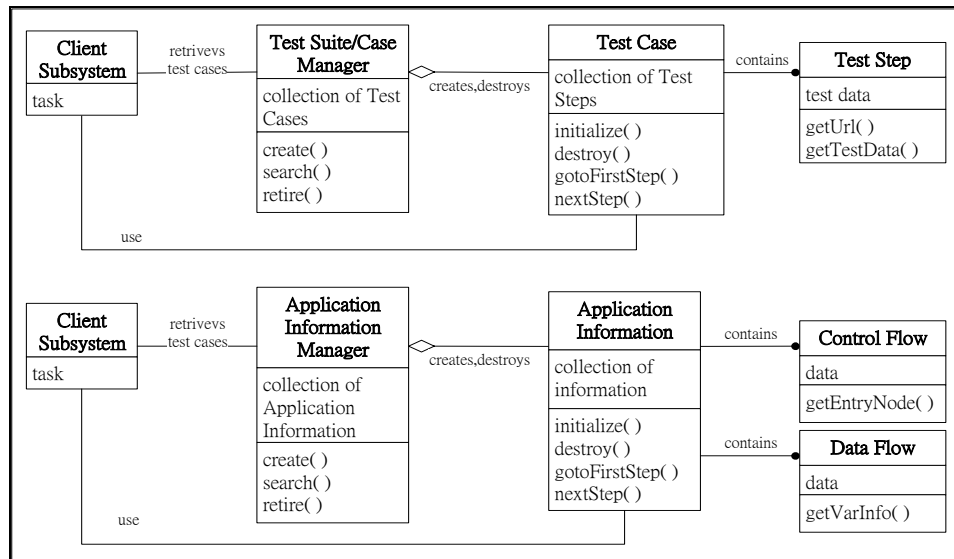 Client
Subsystem
task
retrivevs
test cases
Test Suite/Case
Manager
collection of Test
Cases
create( )
search( )
retire( )
creates,destroys
Test Case
collection of Test
Steps
initialize( )
destroy( )
gotoFirstStep( )
nextStep( )
contains
Test Step
test data
getUrl( )
getTestData( )
use
Client
Subsystem
task
retrivevs
test cases
Application
Information
Manager
collection of
Application
Information
create( )
search( )
retire( )
creates,destroys
Application
Information
collection of
information
initialize( )
destroy( )
gotoFirstStep( )
nextStep( )
contains
Control Flow
data
getEntryNode( )
contains
Data Flow
data
getVarInfo( )
use